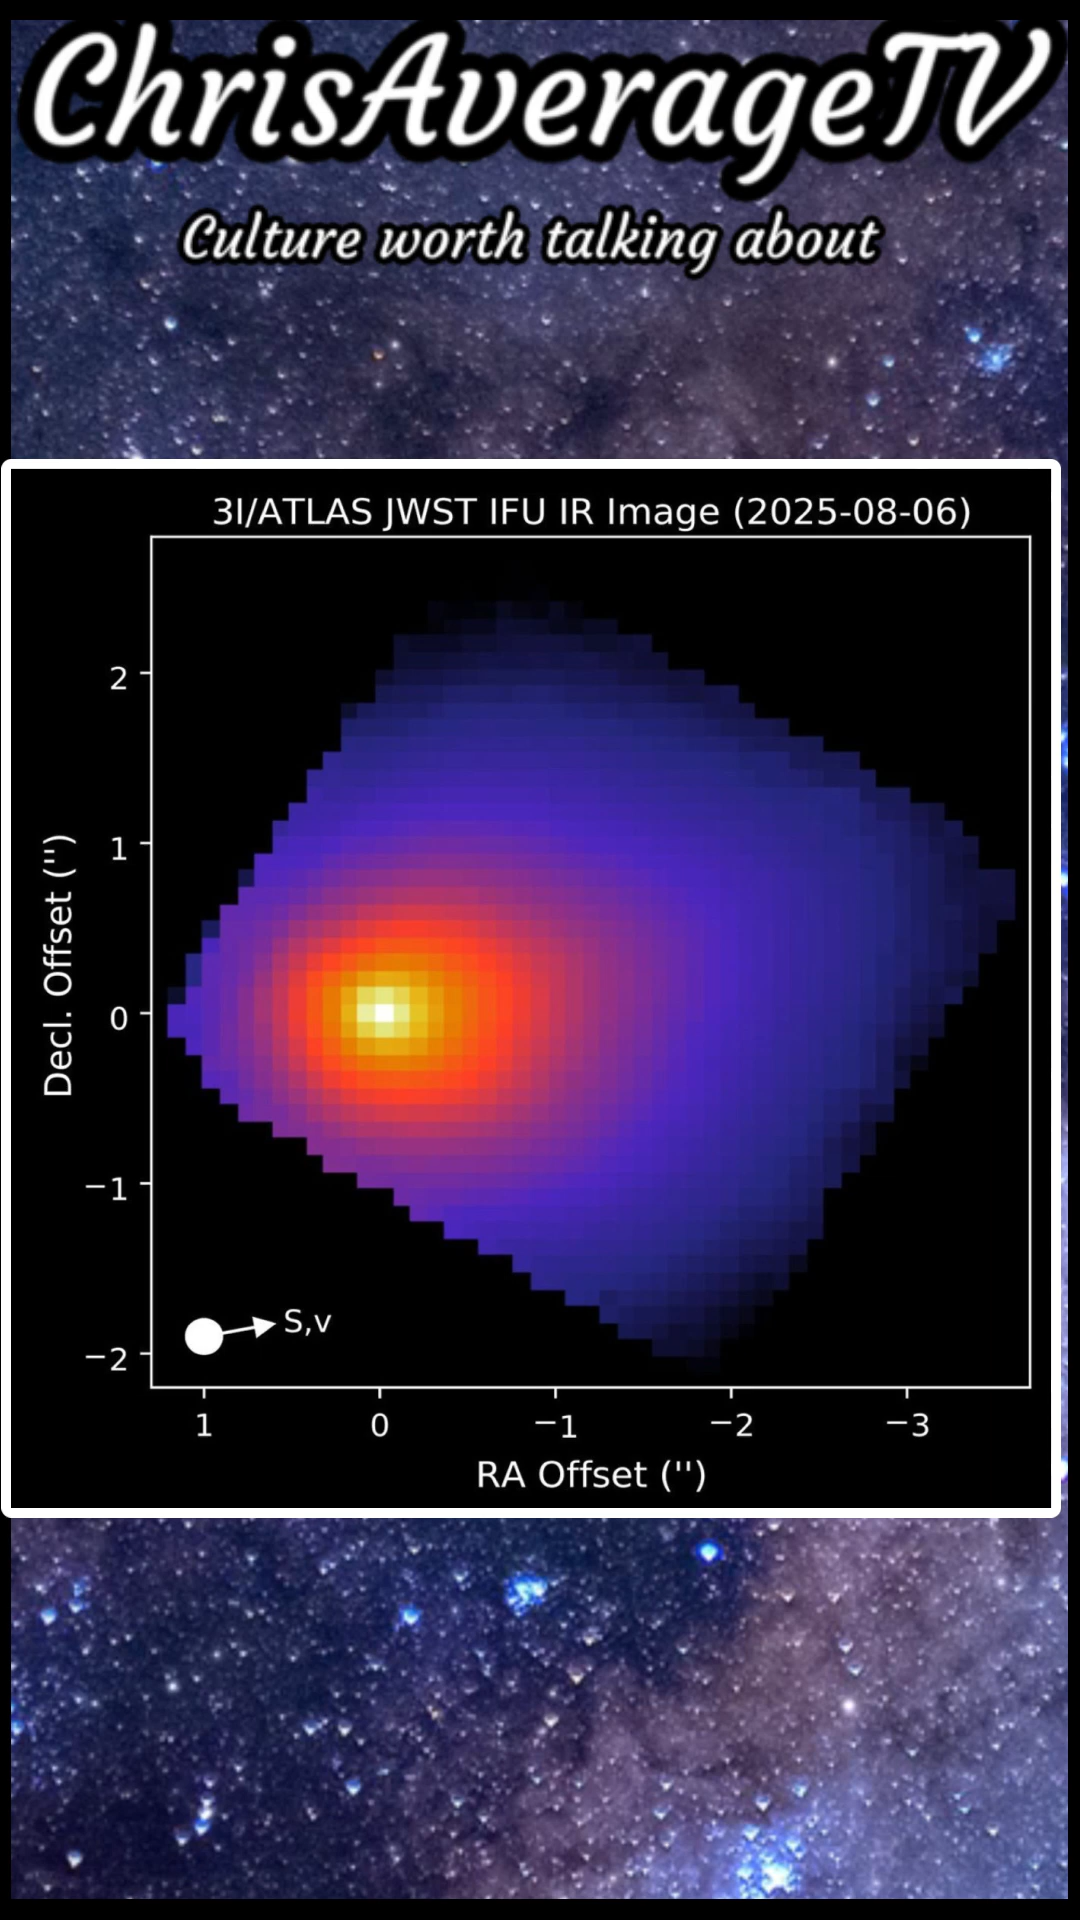 ChrisAverageTV
Culture worth talking about
3I/ATLAS JWST IFU IR Image (2025-08-06)
2
1
0
−1
−2
Decl. Offset ('')
S,v
1 0 −1 −2 −3
RA Offset ('')